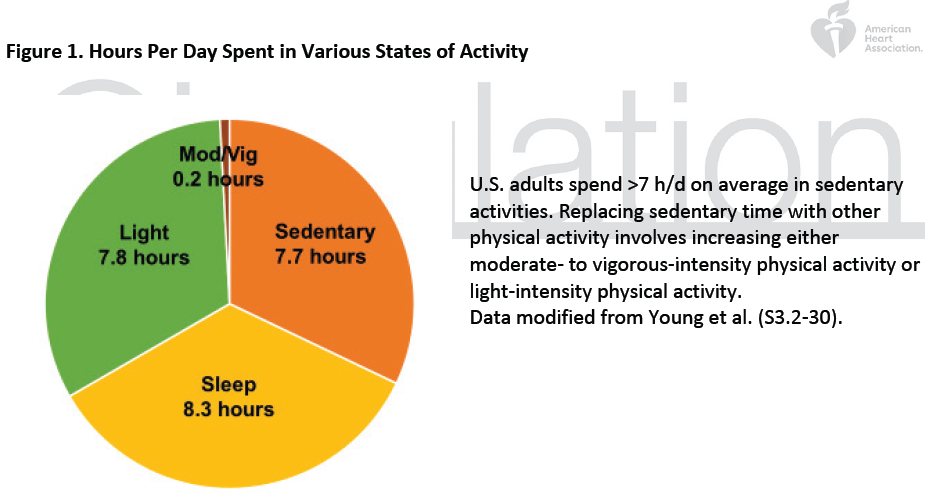 American
Heart
Association.
Figure 1. Hours Per Day Spent in Various States of Activity
lation
Mod/Vig
0.2 hours
Light
7.8 hours
Sedentary
7.7 hours
Sleep
8.3 hours
U.S. adults spend >7 h/d on average in sedentary
activities. Replacing sedentary time with other
physical activity involves increasing either
moderate- to vigorous-intensity physical activity or
light-intensity physical activity.
Data modified from Young et al. (S3.2-30).